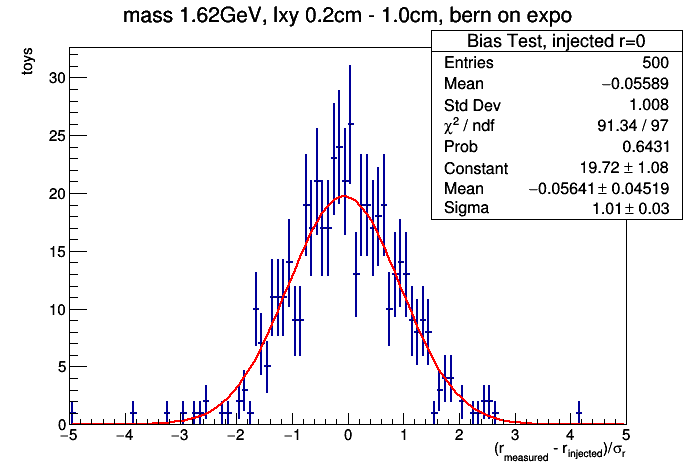 mass 1.62GeV, lxy 0.2cm - 1.0cm, bern on expo
Bias Test, injected r=0
Entries 500
Mean −0.05589
Std Dev 1.008
χ² / ndf 91.34 / 97
Prob 0.6431
Constant 19.72 ± 1.08
Mean −0.05641 ± 0.04519
Sigma 1.01 ± 0.03
toys
30
25
20
15
10
5
0
−5 −4 −3 −2 −1 0 1 2 3 4 5
(r_measured - r_injected)/σ_r